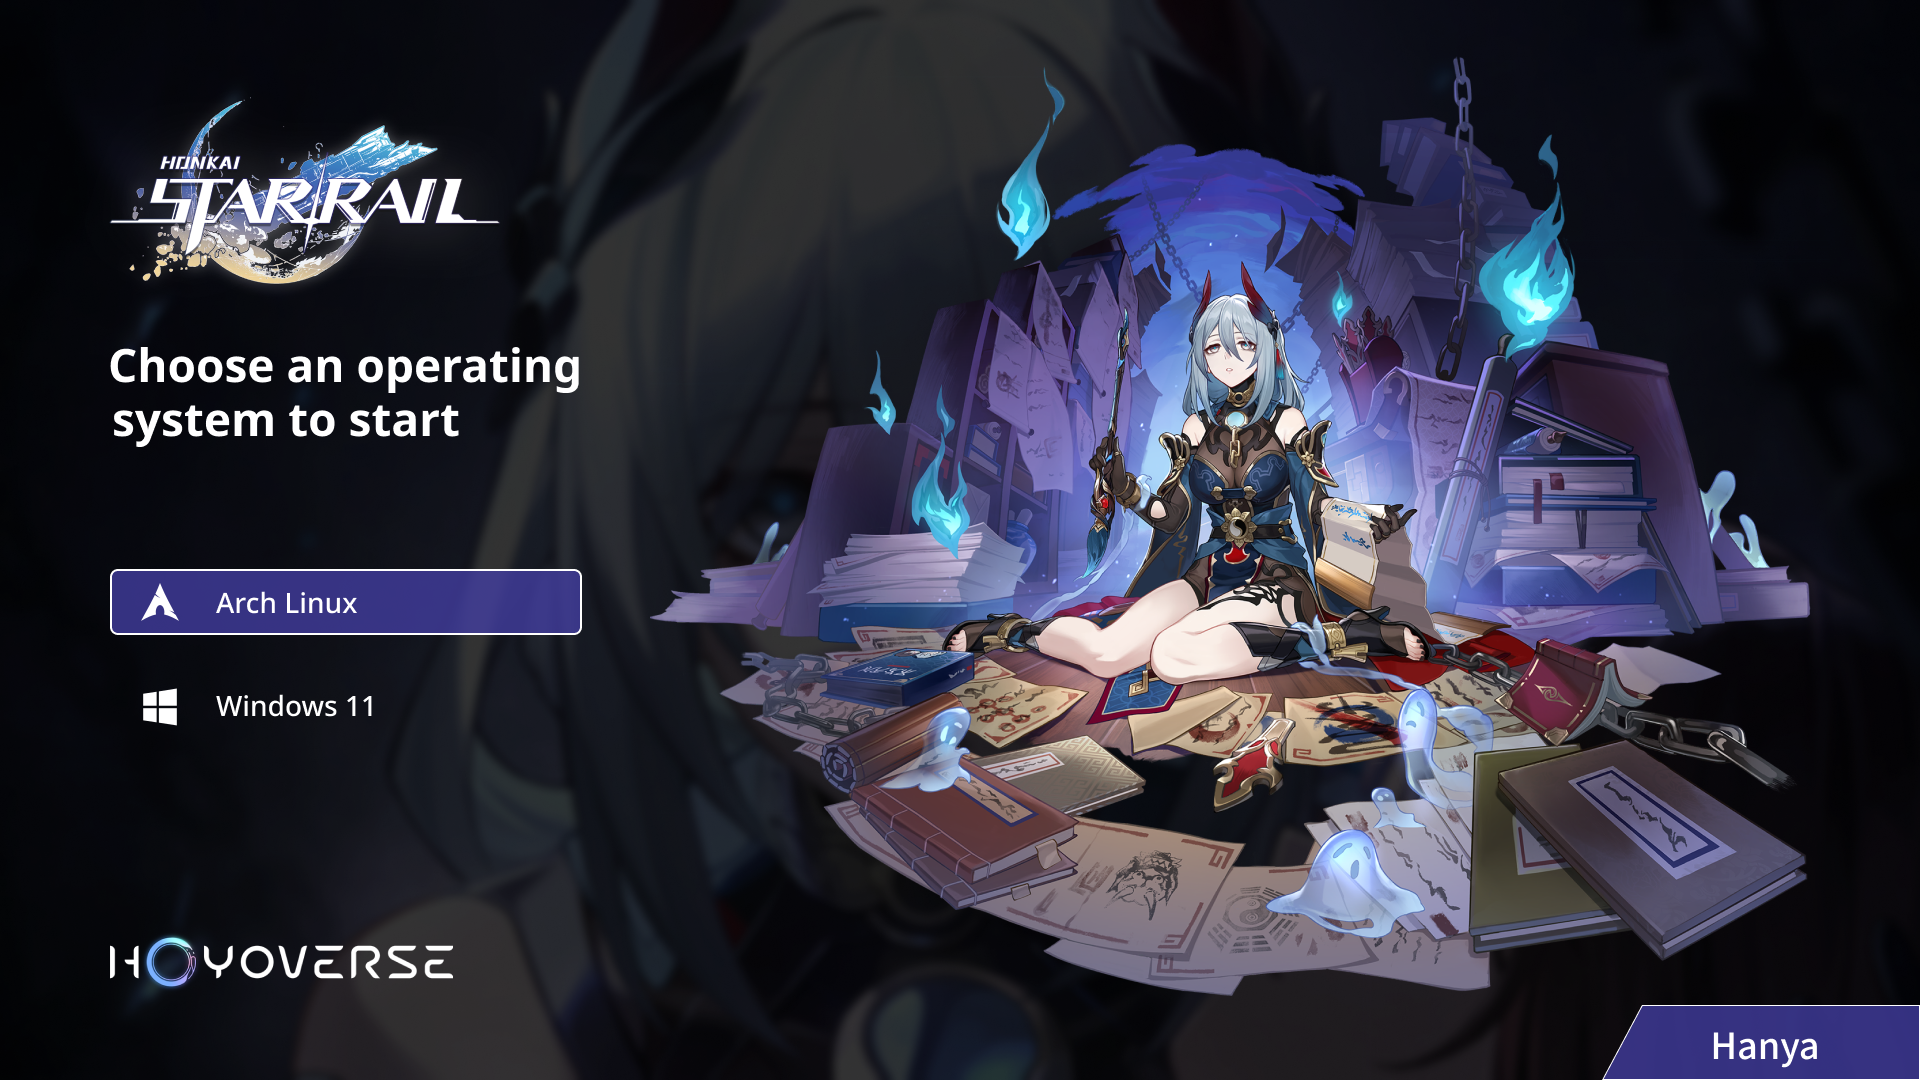 HONKAI
STAR RAIL
Choose an operating
system to start
Arch Linux
Windows 11
HOYOVERSE
Hanya